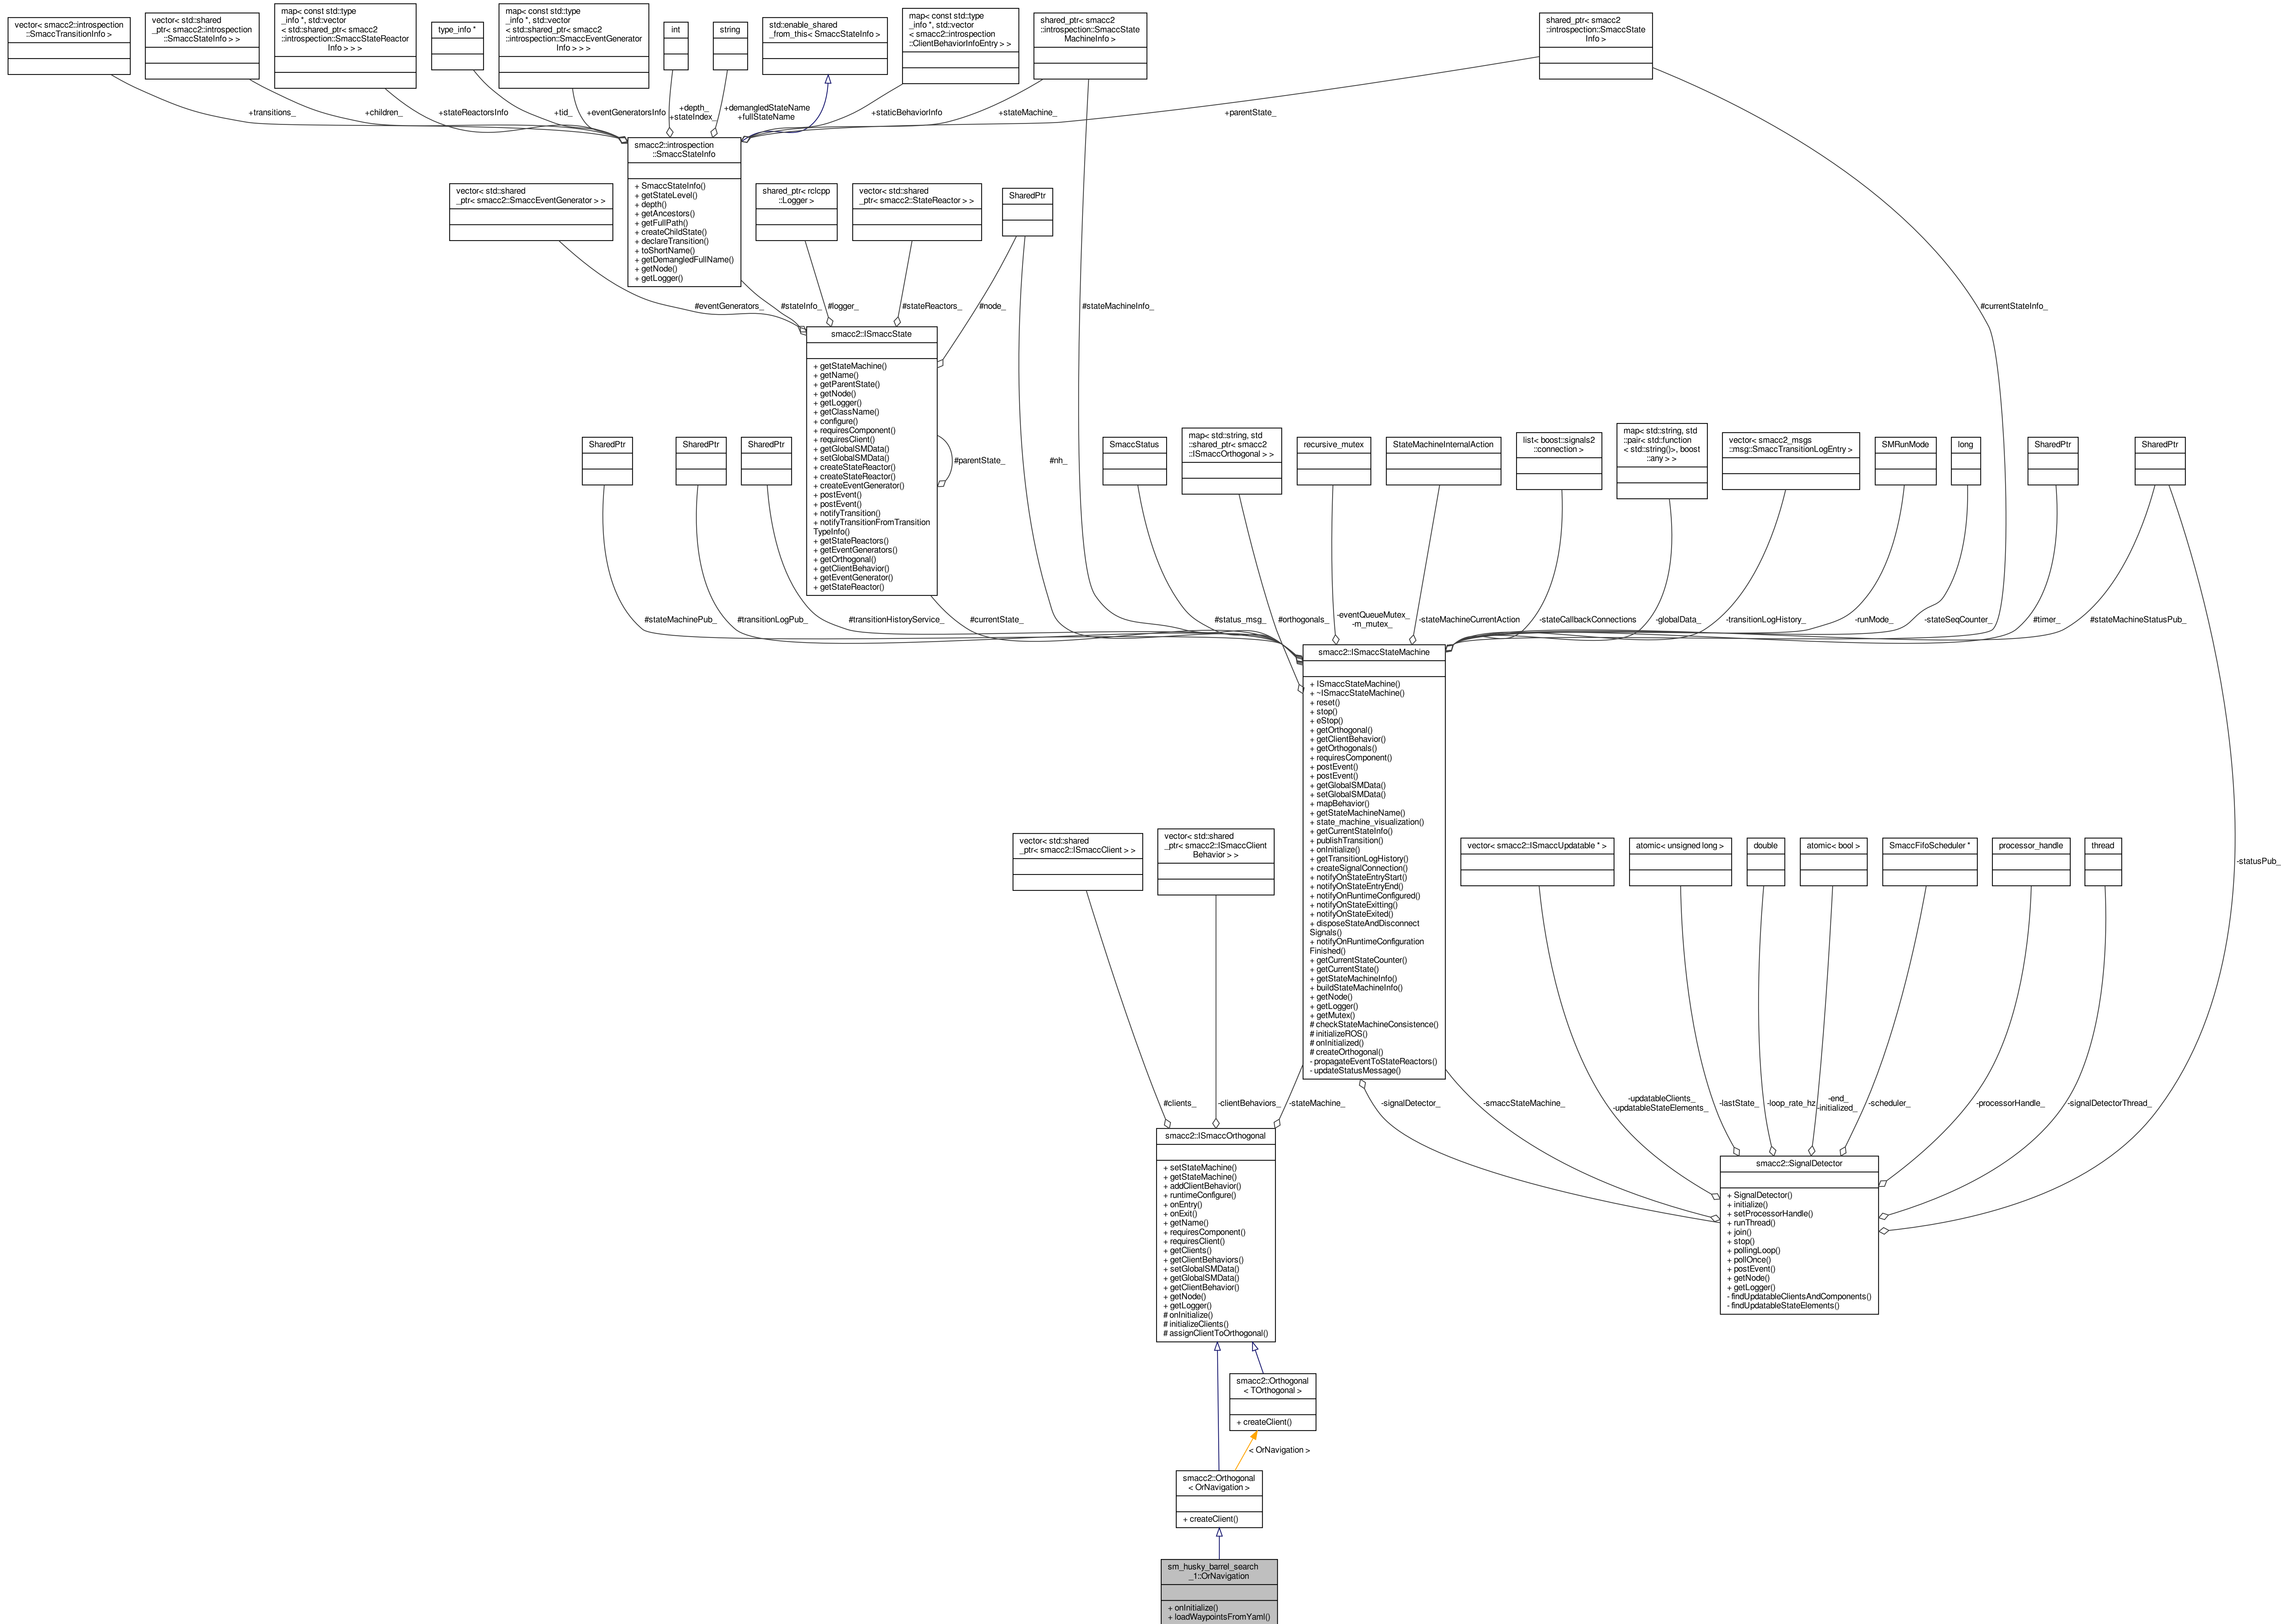 vector< smacc2::introspection
::SmaccTransitionInfo >
vector< std::shared
_ptr< smacc2::introspection
::SmaccStateInfo > >
map< const std::type
_info *, std::vector
< std::shared_ptr< smacc2
::introspection::SmaccStateReactor
Info > > >
type_info *
map< const std::type
_info *, std::vector
< std::shared_ptr< smacc2
::introspection::SmaccEventGenerator
Info > > >
int
string
std::enable_shared
_from_this< SmaccStateInfo >
map< const std::type
_info *, std::vector
< smacc2::introspection
::ClientBehaviorInfoEntry > >
shared_ptr< smacc2
::introspection::SmaccState
MachineInfo >
shared_ptr< smacc2
::introspection::SmaccState
Info >
+transitions_
+children_
+stateReactorsInfo
+tid_
+eventGeneratorsInfo
+depth_
+stateIndex_
+demangledStateName
+fullStateName
+staticBehaviorInfo
+stateMachine_
+parentState_
smacc2::introspection
::SmaccStateInfo
+ SmaccStateInfo()
+ getStateLevel()
+ depth()
+ getAncestors()
+ getFullPath()
+ createChildState()
+ declareTransition()
+ toShortName()
+ getDemangledFullName()
+ getNode()
+ getLogger()
vector< std::shared
_ptr< smacc2::SmaccEventGenerator > >
shared_ptr< rclcpp
::Logger >
vector< std::shared
_ptr< smacc2::StateReactor > >
SharedPtr
#eventGenerators_
#stateInfo_
#logger_
#stateReactors_
#node_
#stateMachineInfo_
#currentStateInfo_
smacc2::ISmaccState
+ getStateMachine()
+ getName()
+ getParentState()
+ getNode()
+ getLogger()
+ getClassName()
+ configure()
+ requiresComponent()
+ requiresClient()
+ getGlobalSMData()
+ setGlobalSMData()
+ createStateReactor()
+ createStateReactor()
+ createEventGenerator()
+ postEvent()
+ postEvent()
+ notifyTransition()
+ notifyTransitionFromTransition
TypeInfo()
+ getStateReactors()
+ getEventGenerators()
+ getOrthogonal()
+ getClientBehavior()
+ getEventGenerator()
+ getStateReactor()
#parentState_
#nh_
SharedPtr
SharedPtr
SharedPtr
SmaccStatus
map< std::string, std
::shared_ptr< smacc2
::ISmaccOrthogonal > >
recursive_mutex
StateMachineInternalAction
list< boost::signals2
::connection >
map< std::string, std
::pair< std::function
< std::string()>, boost
::any > >
vector< smacc2_msgs
::msg::SmaccTransitionLogEntry >
SMRunMode
long
SharedPtr
SharedPtr
#stateMachinePub_
#transitionLogPub_
#transitionHistoryService_
#currentState_
#status_msg_
#orthogonals_
-eventQueueMutex_
-m_mutex_
-stateMachineCurrentAction
-stateCallbackConnections
-globalData_
-transitionLogHistory_
-runMode_
-stateSeqCounter_
#timer_
#stateMachineStatusPub_
smacc2::ISmaccStateMachine
+ ISmaccStateMachine()
+ ~ISmaccStateMachine()
+ reset()
+ stop()
+ eStop()
+ getOrthogonal()
+ getClientBehavior()
+ getOrthogonals()
+ requiresComponent()
+ postEvent()
+ postEvent()
+ getGlobalSMData()
+ setGlobalSMData()
+ mapBehavior()
+ getStateMachineName()
+ state_machine_visualization()
+ getCurrentStateInfo()
+ publishTransition()
+ onInitialize()
+ getTransitionLogHistory()
+ createSignalConnection()
+ notifyOnStateEntryStart()
+ notifyOnStateEntryEnd()
+ notifyOnRuntimeConfigured()
+ notifyOnStateExitting()
+ notifyOnStateExited()
+ disposeStateAndDisconnect
Signals()
+ notifyOnRuntimeConfiguration
Finished()
+ getCurrentStateCounter()
+ getCurrentState()
+ getStateMachineInfo()
+ buildStateMachineInfo()
+ getNode()
+ getLogger()
+ getMutex()
# checkStateMachineConsistence()
# initializeROS()
# onInitialized()
# createOrthogonal()
- propagateEventToStateReactors()
- updateStatusMessage()
vector< std::shared
_ptr< smacc2::ISmaccClient > >
vector< std::shared
_ptr< smacc2::ISmaccClient
Behavior > >
vector< smacc2::ISmaccUpdatable * >
atomic< unsigned long >
double
atomic< bool >
SmaccFifoScheduler *
processor_handle
thread
-statusPub_
#clients_
-clientBehaviors_
-stateMachine_
-signalDetector_
-smaccStateMachine_
-updatableClients_
-updatableStateElements_
-lastState_
-loop_rate_hz
-end_
-initialized_
-scheduler_
-processorHandle_
-signalDetectorThread_
smacc2::ISmaccOrthogonal
+ setStateMachine()
+ getStateMachine()
+ addClientBehavior()
+ runtimeConfigure()
+ onEntry()
+ onExit()
+ getName()
+ requiresComponent()
+ requiresClient()
+ getClients()
+ getClientBehaviors()
+ setGlobalSMData()
+ getGlobalSMData()
+ getClientBehavior()
+ getNode()
+ getLogger()
# onInitialize()
# initializeClients()
# assignClientToOrthogonal()
smacc2::SignalDetector
+ SignalDetector()
+ initialize()
+ setProcessorHandle()
+ runThread()
+ join()
+ stop()
+ pollingLoop()
+ pollOnce()
+ postEvent()
+ getNode()
+ getLogger()
- findUpdatableClientsAndComponents()
- findUpdatableStateElements()
smacc2::Orthogonal
< TOrthogonal >
+ createClient()
< OrNavigation >
smacc2::Orthogonal
< OrNavigation >
+ createClient()
sm_husky_barrel_search
_1::OrNavigation
+ onInitialize()
+ loadWaypointsFromYaml()